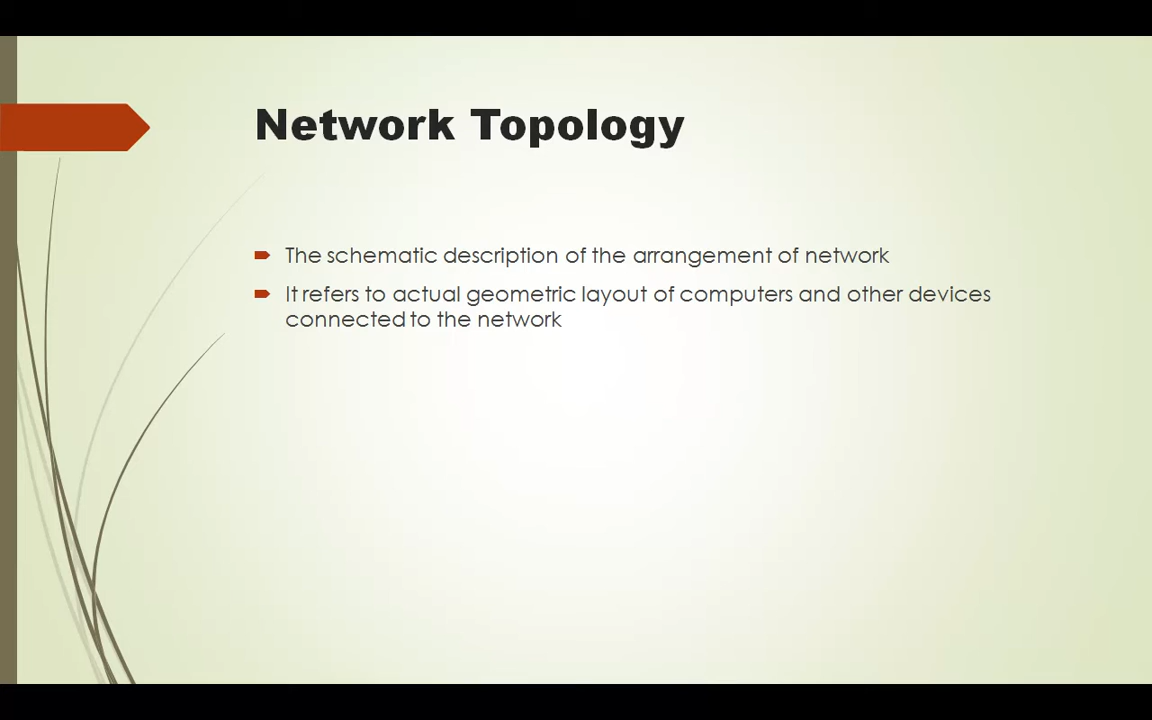 Network Topology
The schematic description of the arrangement of network
It refers to actual geometric layout of computers and other devices
connected to the network